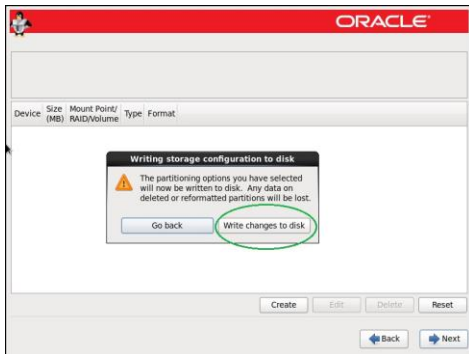 ORACLE
Device Size (MB) Mount Point/ RAID/Volume Type Format
Writing storage configuration to disk
The partitioning options you have selected
will now be written to disk. Any data on
deleted or reformatted partitions will be lost.
Go back Write changes to disk
Create Edit Delete Reset
Back Next